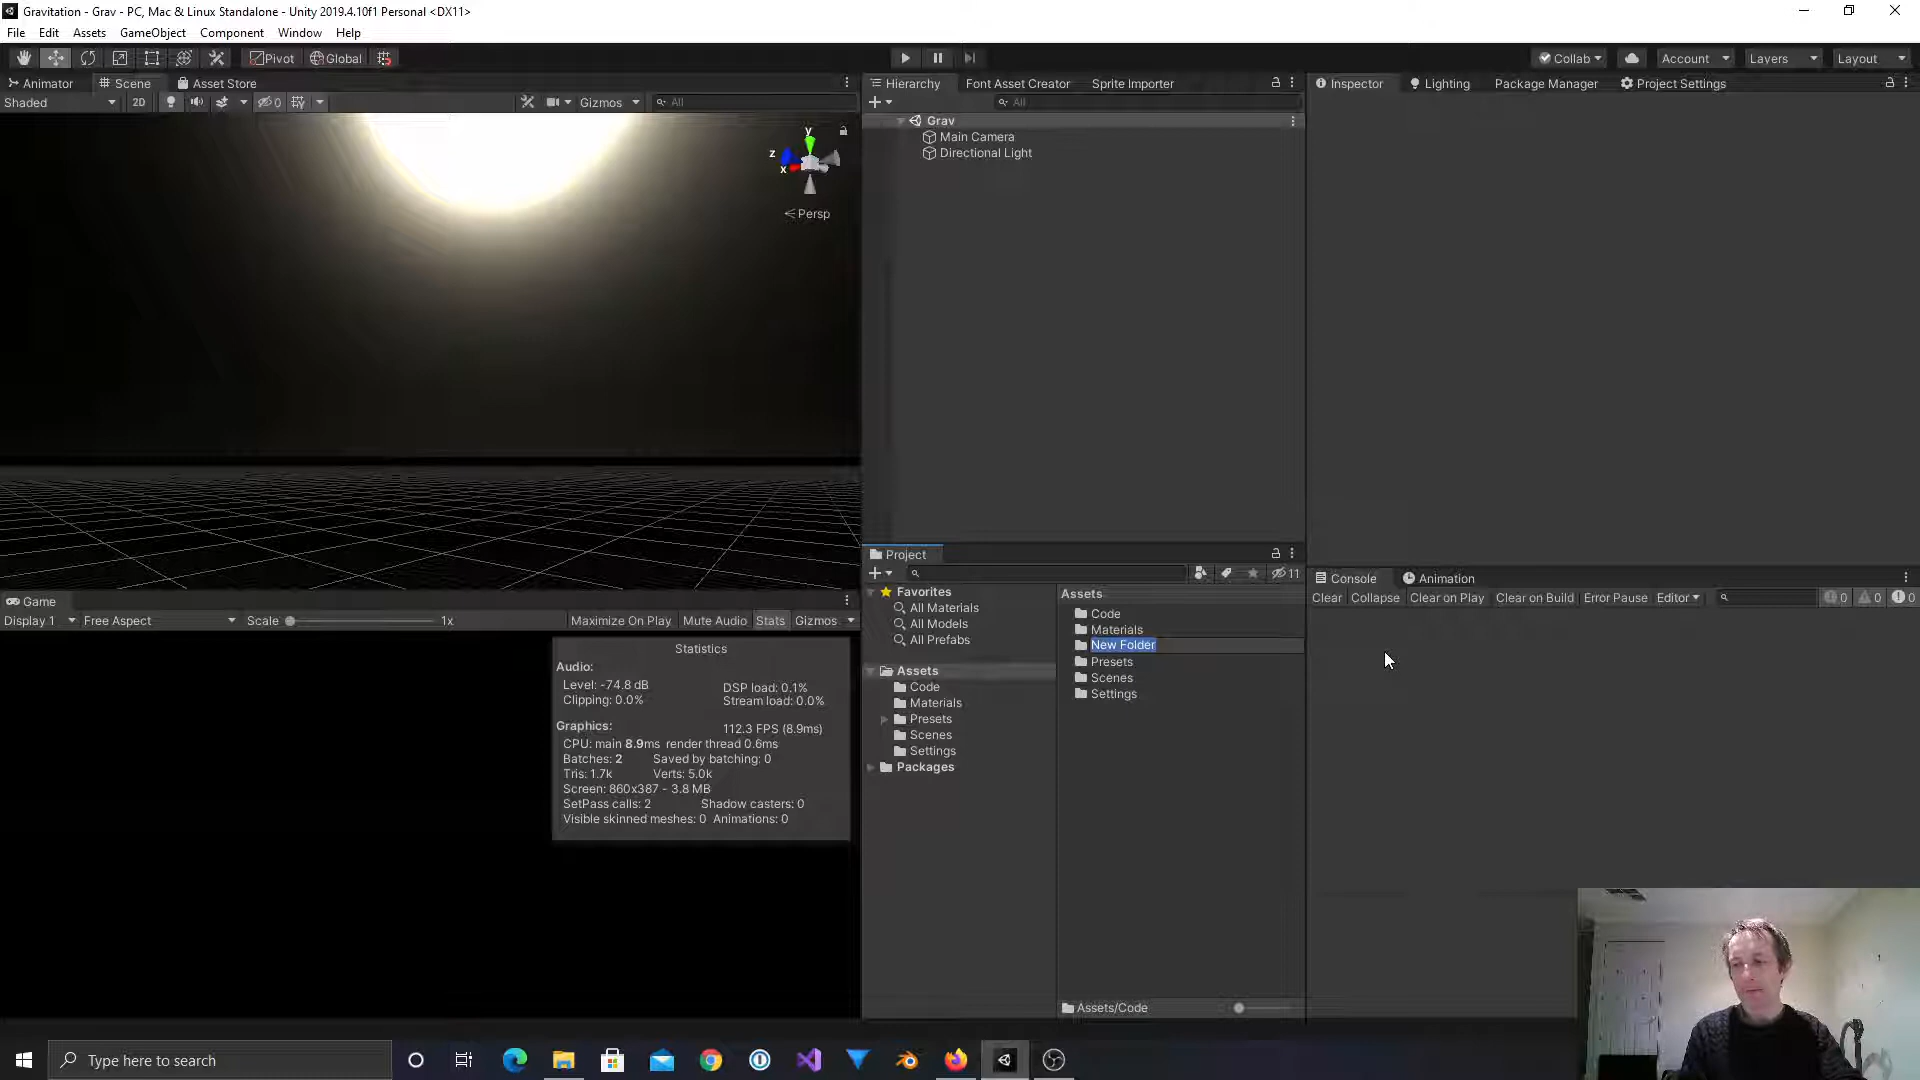 Gravitation - Grav - PC, Mac & Linux Standalone - Unity 2019.4.10f1 Personal <DX11>
File Edit Assets GameObject Component Window Help
Pivot Global Collab Account Layers Layout
Animator Scene Asset Store
Shaded 2D 0 Gizmos All
y
z
x
Persp
Hierarchy Font Asset Creator Sprite Importer
All
Grav
Main Camera
Directional Light
Inspector Lighting Package Manager Project Settings
Game
Display 1 Free Aspect Scale 1x Maximize On Play Mute Audio Stats Gizmos
Statistics
Audio:
Level: -74.8 dB DSP load: 0.1%
Clipping: 0.0% Stream load: 0.0%
Graphics: 112.3 FPS (8.9ms)
CPU: main 8.9ms render thread 0.6ms
Batches: 2 Saved by batching: 0
Tris: 1.7k Verts: 5.0k
Screen: 860x387 - 3.8 MB
SetPass calls: 2 Shadow casters: 0
Visible skinned meshes: 0 Animations: 0
Project
11
Favorites
All Materials
All Models
All Prefabs
Assets
Code
Materials
Presets
Scenes
Settings
Packages
Assets
Code
Materials
New Folder
Presets
Scenes
Settings
Assets/Code
Console Animation
Clear Collapse Clear on Play Clear on Build Error Pause Editor 0 0 0
Type here to search